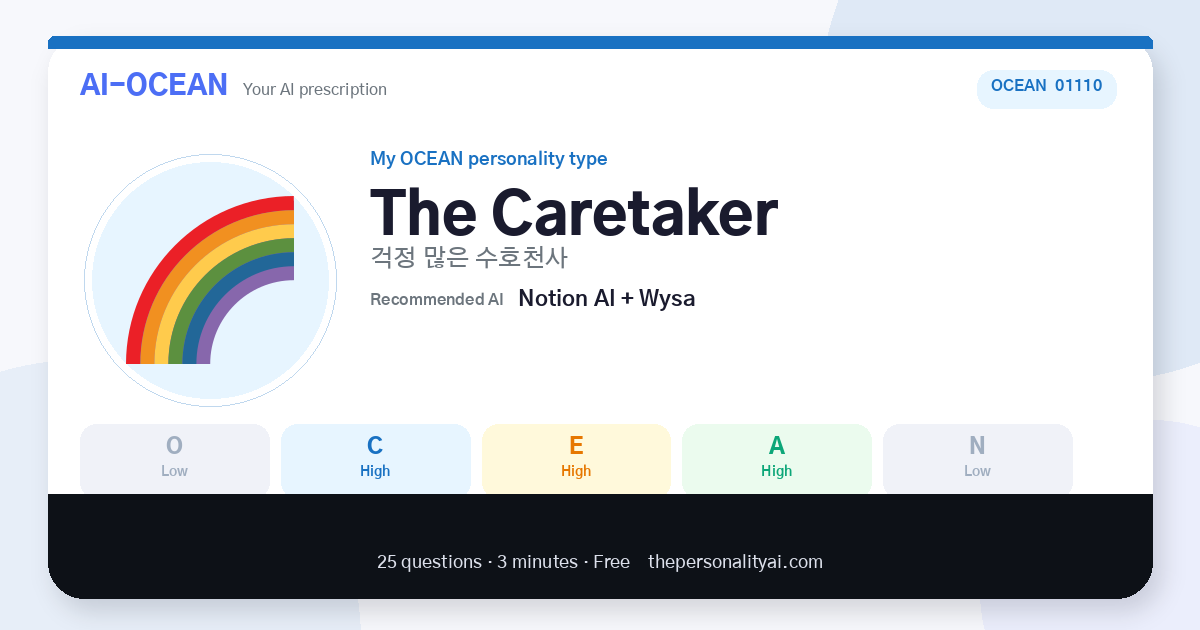 AI-OCEAN Your AI prescription
OCEAN 01110
My OCEAN personality type
The Caretaker
걱정 많은 수호천사
Recommended AI Notion AI + Wysa
O C E A N
Low High High High Low
25 questions · 3 minutes · Free thepersonalityai.com